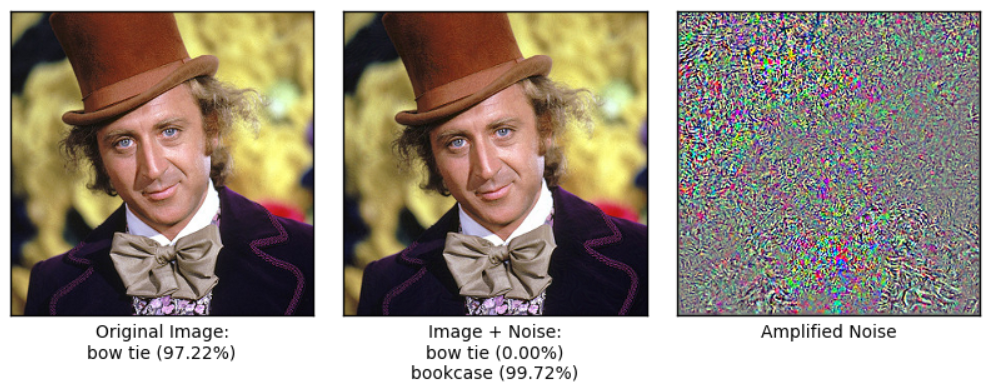 Original Image:
bow tie (97.22%)
Image + Noise:
bow tie (0.00%)
bookcase (99.72%)
Amplified Noise